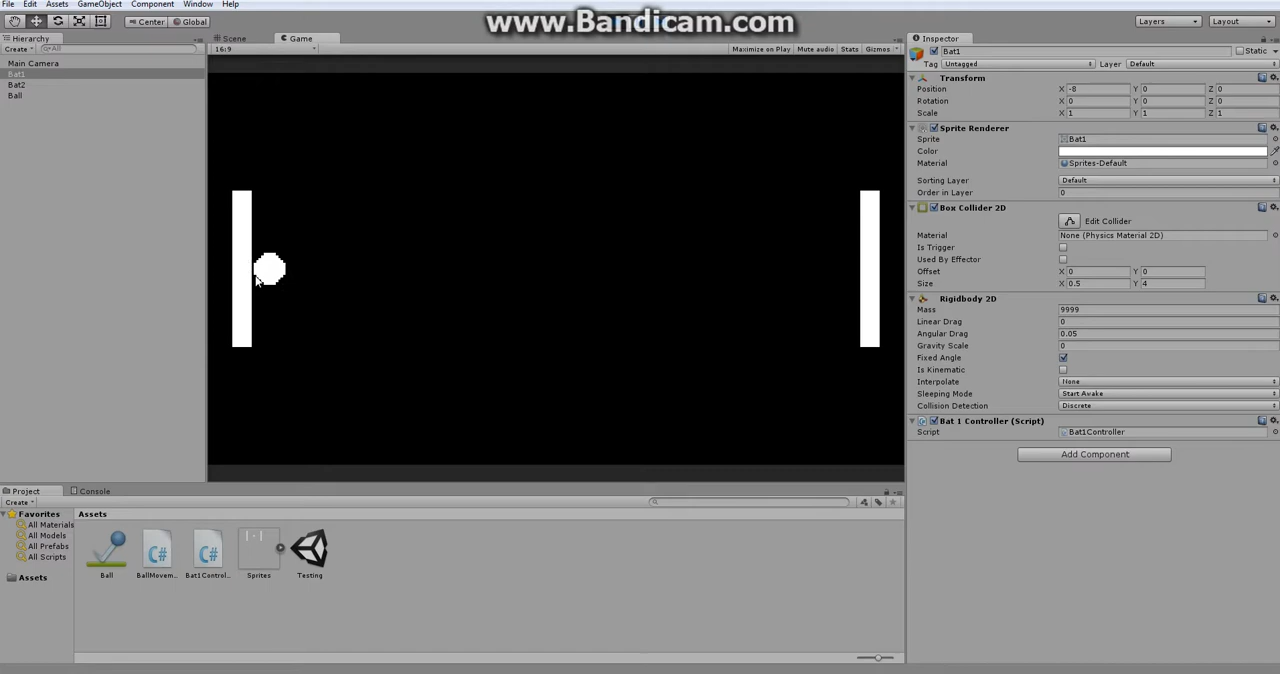 File Edit Assets GameObject Component Window Help
www.Bandicam.com
Center Global Layers Layout
Hierarchy Scene Game Inspector
Create All 16:9 Maximize on Play Mute audio Stats Gizmos Bat1 Static
Main Camera Tag Untagged Layer Default
Bat1 Transform
Bat2 Position X -8 Y 0 Z 0
Ball Rotation X 0 Y 0 Z 0
Scale X 1 Y 1 Z 1
Sprite Renderer
Sprite Bat1
Color
Material Sprites-Default
Sorting Layer Default
Order in Layer 0
Box Collider 2D
Edit Collider
Material None (Physics Material 2D)
Is Trigger
Used By Effector
Offset X 0 Y 0
Size X 0.5 Y 4
Rigidbody 2D
Mass 9999
Linear Drag 0
Angular Drag 0.05
Gravity Scale 0
Fixed Angle
Is Kinematic
Interpolate None
Sleeping Mode Start Awake
Collision Detection Discrete
Bat 1 Controller (Script)
Script Bat1Controller
Add Component
Project Console
Create
Favorites Assets
All Materials
All Models
All Prefabs
All Scripts
Assets
Ball BallMovem... Bat1Control... Sprites Testing